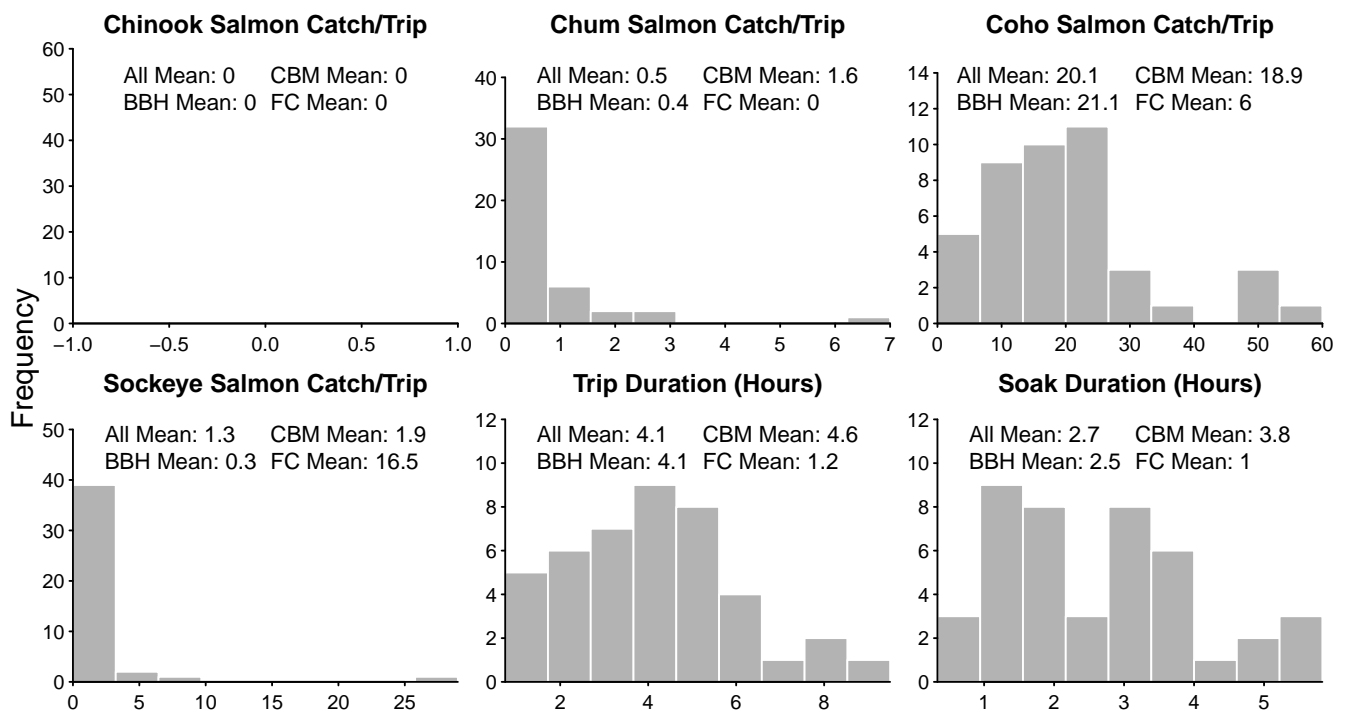 Chinook Salmon Catch/Trip
All Mean: 0 CBM Mean: 0
BBH Mean: 0 FC Mean: 0
60
50
40
30
20
10
0
−1.0 −0.5 0.0 0.5 1.0
Chum Salmon Catch/Trip
All Mean: 0.5 CBM Mean: 1.6
BBH Mean: 0.4 FC Mean: 0
40
30
20
10
0
0 1 2 3 4 5 6 7
Coho Salmon Catch/Trip
All Mean: 20.1 CBM Mean: 18.9
BBH Mean: 21.1 FC Mean: 6
14
12
10
8
6
4
2
0
0 10 20 30 40 50 60
Frequency
Sockeye Salmon Catch/Trip
All Mean: 1.3 CBM Mean: 1.9
BBH Mean: 0.3 FC Mean: 16.5
50
40
30
20
10
0
0 5 10 15 20 25
Trip Duration (Hours)
All Mean: 4.1 CBM Mean: 4.6
BBH Mean: 4.1 FC Mean: 1.2
12
10
8
6
4
2
0
2 4 6 8
Soak Duration (Hours)
All Mean: 2.7 CBM Mean: 3.8
BBH Mean: 2.5 FC Mean: 1
12
10
8
6
4
2
0
1 2 3 4 5